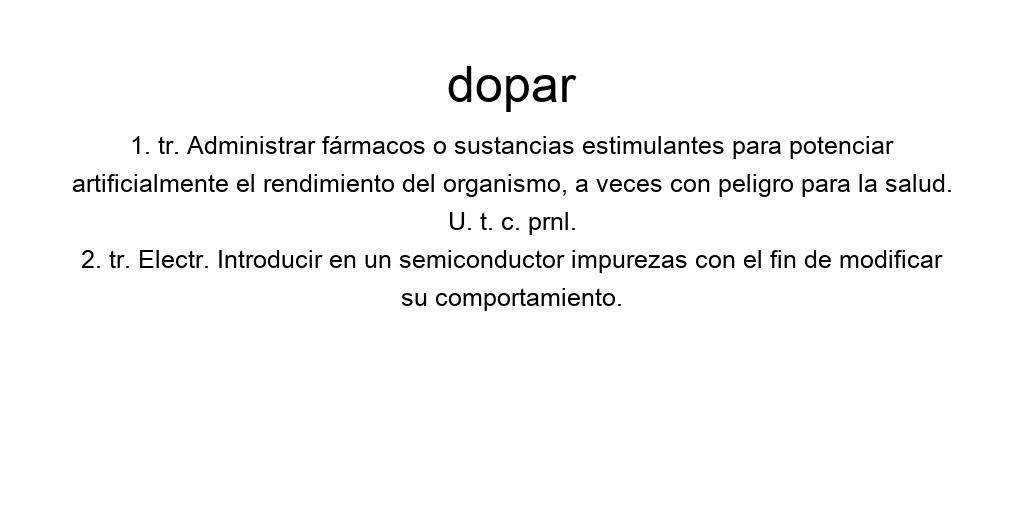 dopar
1. tr. Administrar fármacos o sustancias estimulantes para potenciar
artificialmente el rendimiento del organismo, a veces con peligro para la salud.
U. t. c. prnl.
2. tr. Electr. Introducir en un semiconductor impurezas con el fin de modificar
su comportamiento.